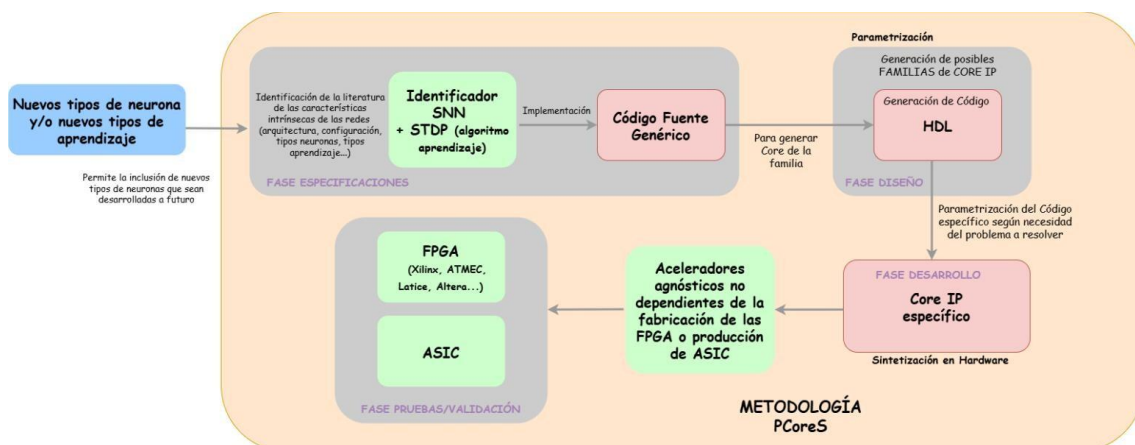 Nuevos tipos de neurona
y/o nuevos tipos de
aprendizaje
Permite la inclusión de nuevos
tipos de neuronas que sean
desarrolladas a futuro
Identificación de la literatura
de las características
intrínsecas de las redes
(arquitectura, configuración,
tipos neuronas, tipos
aprendizaje...)
Identificador
SNN
+ STDP (algoritmo
aprendizaje)
Implementación
Código Fuente
Genérico
FASE ESPECIFICACIONES
Para generar
Core de la
familia
Parametrización
Generación de posibles
FAMILIAS de CORE IP
Generación de Código
HDL
FASE DISEÑO
Parametrización del Código
específico según necesidad
del problema a resolver
FASE DESARROLLO
Core IP
específico
Sintetización en Hardware
Aceleradores
agnósticos no
dependientes de la
fabricación de las
FPGA o producción
de ASIC
FPGA
(Xilinx, ATMEC,
Latice, Altera...)
ASIC
FASE PRUEBAS/VALIDACIÓN
METODOLOGÍA
PCoreS